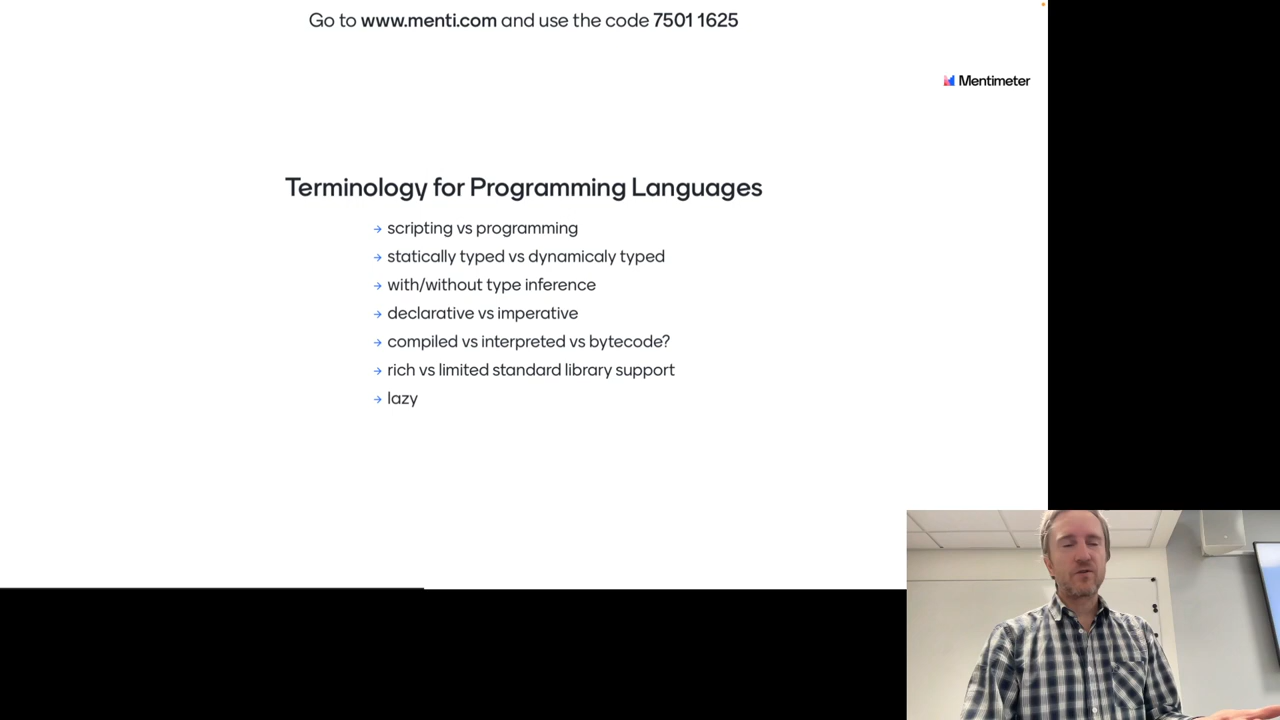 Go to www.menti.com and use the code 7501 1625
Mentimeter
Terminology for Programming Languages
→ scripting vs programming
→ statically typed vs dynamicaly typed
→ with/without type inference
→ declarative vs imperative
→ compiled vs interpreted vs bytecode?
→ rich vs limited standard library support
→ lazy